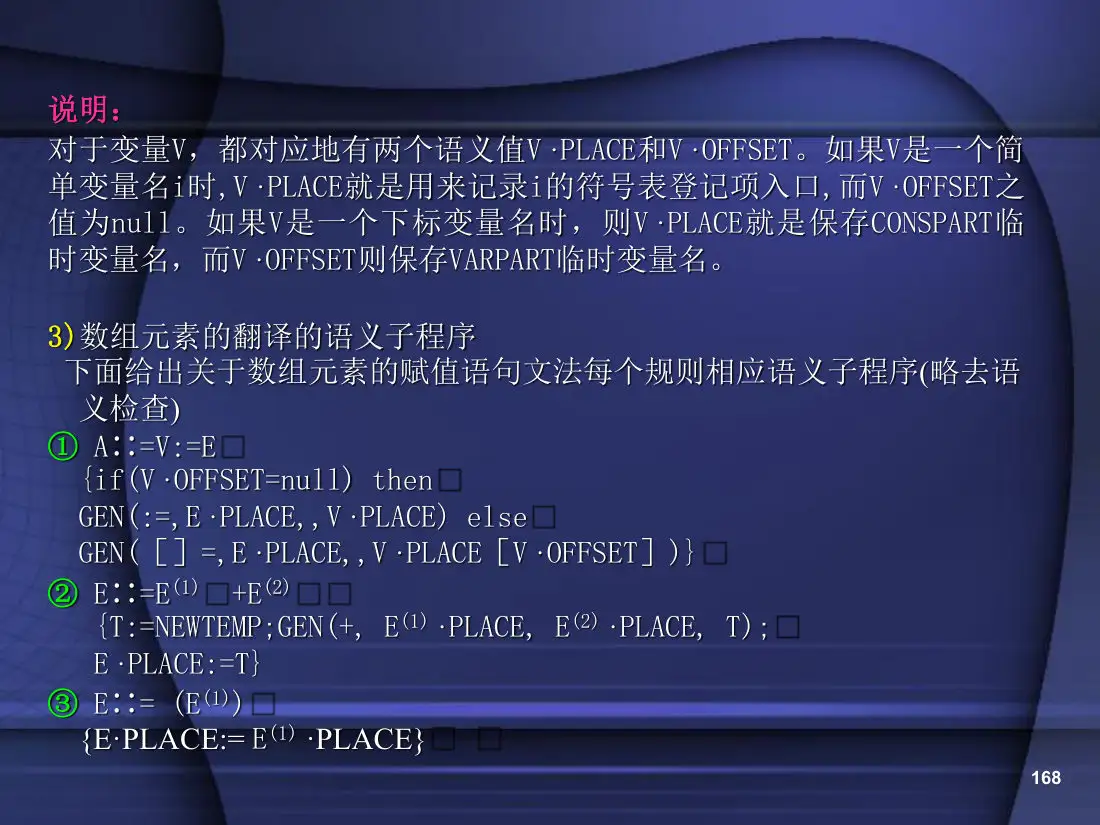 说明：
对于变量V，都对应地有两个语义值V·PLACE和V·OFFSET。如果V是一个简
单变量名i时,V·PLACE就是用来记录i的符号表登记项入口,而V·OFFSET之
值为null。如果V是一个下标变量名时，则V·PLACE就是保存CONSPART临
时变量名，而V·OFFSET则保存VARPART临时变量名。
3)数组元素的翻译的语义子程序
下面给出关于数组元素的赋值语句文法每个规则相应语义子程序(略去语
义检查)
① A∷=V:=E□
{if(V·OFFSET=null) then□
GEN(:=,E·PLACE,,V·PLACE) else□
GEN(［］=,E·PLACE,,V·PLACE［V·OFFSET］)}□
② E∷=E⁽¹⁾□+E⁽²⁾□□
{T:=NEWTEMP;GEN(+, E⁽¹⁾·PLACE, E⁽²⁾·PLACE, T);□
E·PLACE:=T}
③ E∷= (E⁽¹⁾)□
{E·PLACE:= E⁽¹⁾ ·PLACE}□ □
168